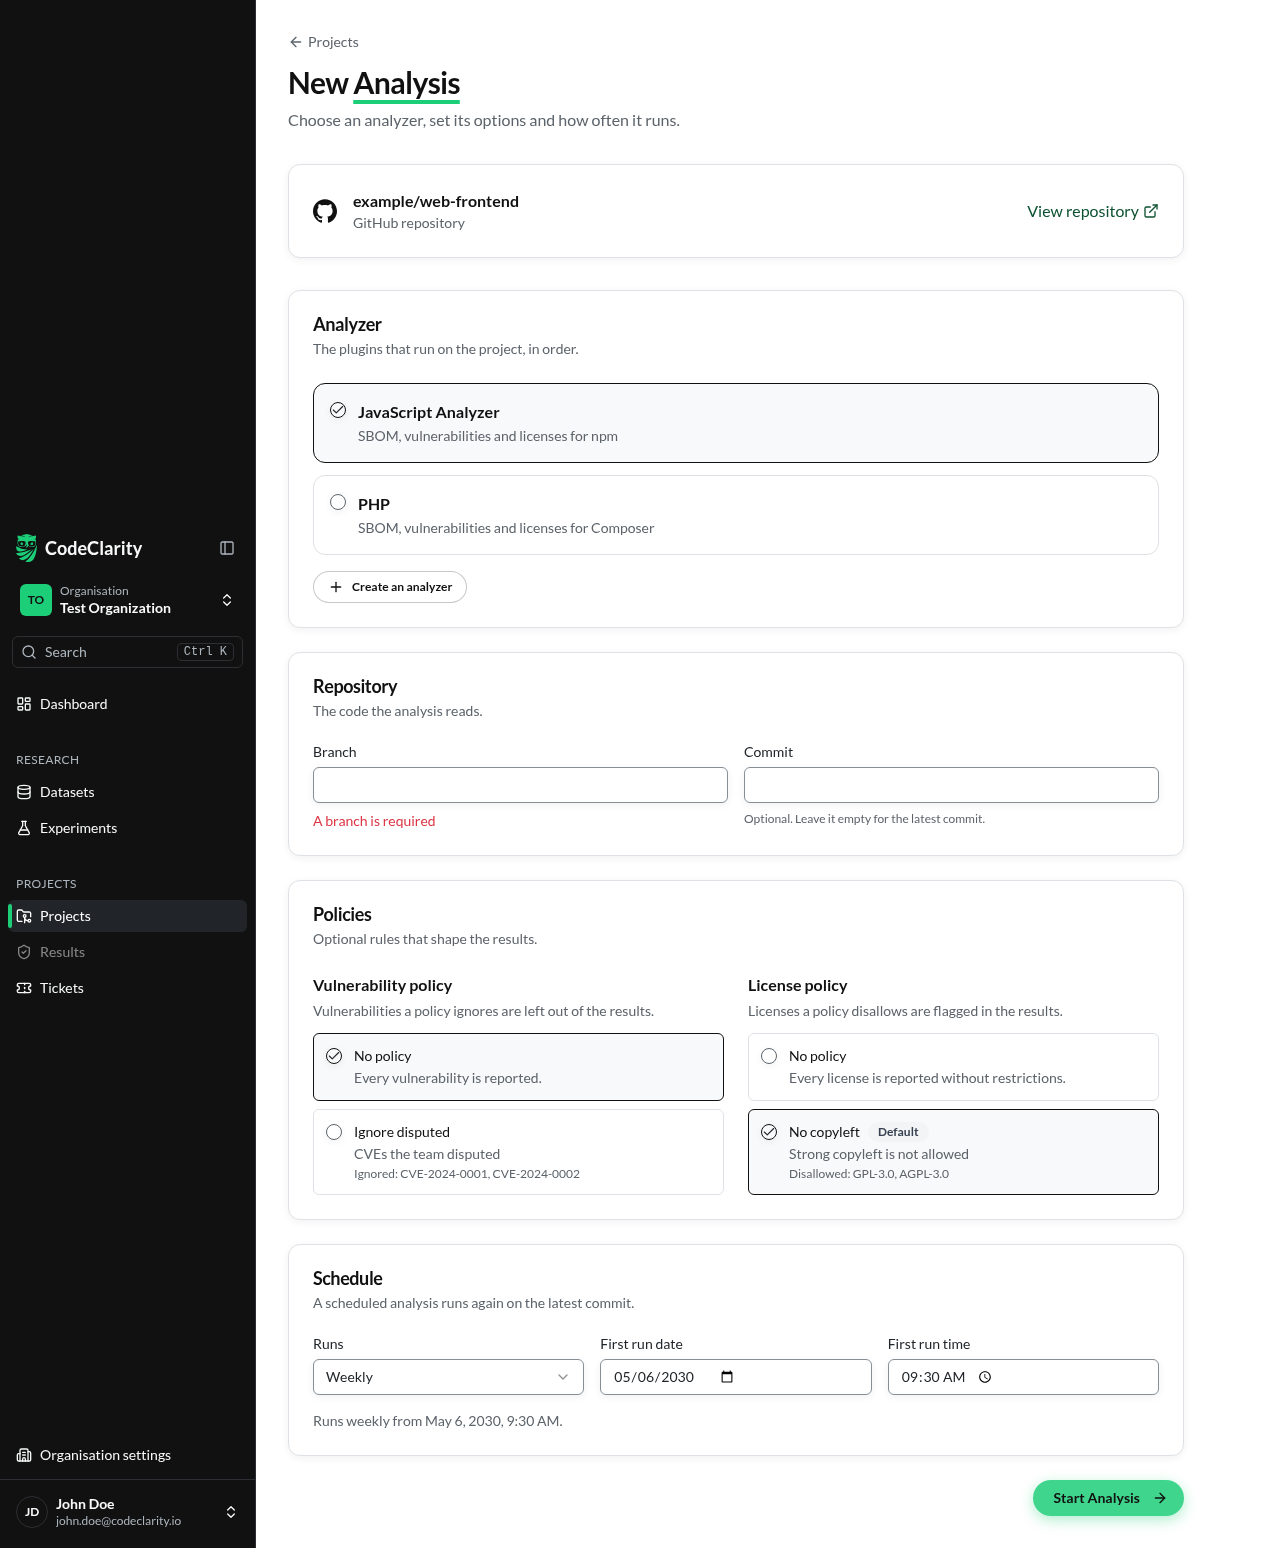 CodeClarity
TO
Organisation
Test Organization
Search
Ctrl K
Dashboard
RESEARCH
Datasets
Experiments
PROJECTS
Projects
Results
Tickets
Organisation settings
JD
John Doe
john.doe@codeclarity.io
Projects
New Analysis
Choose an analyzer, set its options and how often it runs.
example/web-frontend
GitHub repository
View repository
Analyzer
The plugins that run on the project, in order.
JavaScript Analyzer
SBOM, vulnerabilities and licenses for npm
PHP
SBOM, vulnerabilities and licenses for Composer
Create an analyzer
Repository
The code the analysis reads.
Branch
A branch is required
Commit
Optional. Leave it empty for the latest commit.
Policies
Optional rules that shape the results.
Vulnerability policy
Vulnerabilities a policy ignores are left out of the results.
No policy
Every vulnerability is reported.
Ignore disputed
CVEs the team disputed
Ignored: CVE-2024-0001, CVE-2024-0002
License policy
Licenses a policy disallows are flagged in the results.
No policy
Every license is reported without restrictions.
No copyleft Default
Strong copyleft is not allowed
Disallowed: GPL-3.0, AGPL-3.0
Schedule
A scheduled analysis runs again on the latest commit.
Runs
Weekly
First run date
05/06/2030
First run time
09:30 AM
Runs weekly from May 6, 2030, 9:30 AM.
Start Analysis